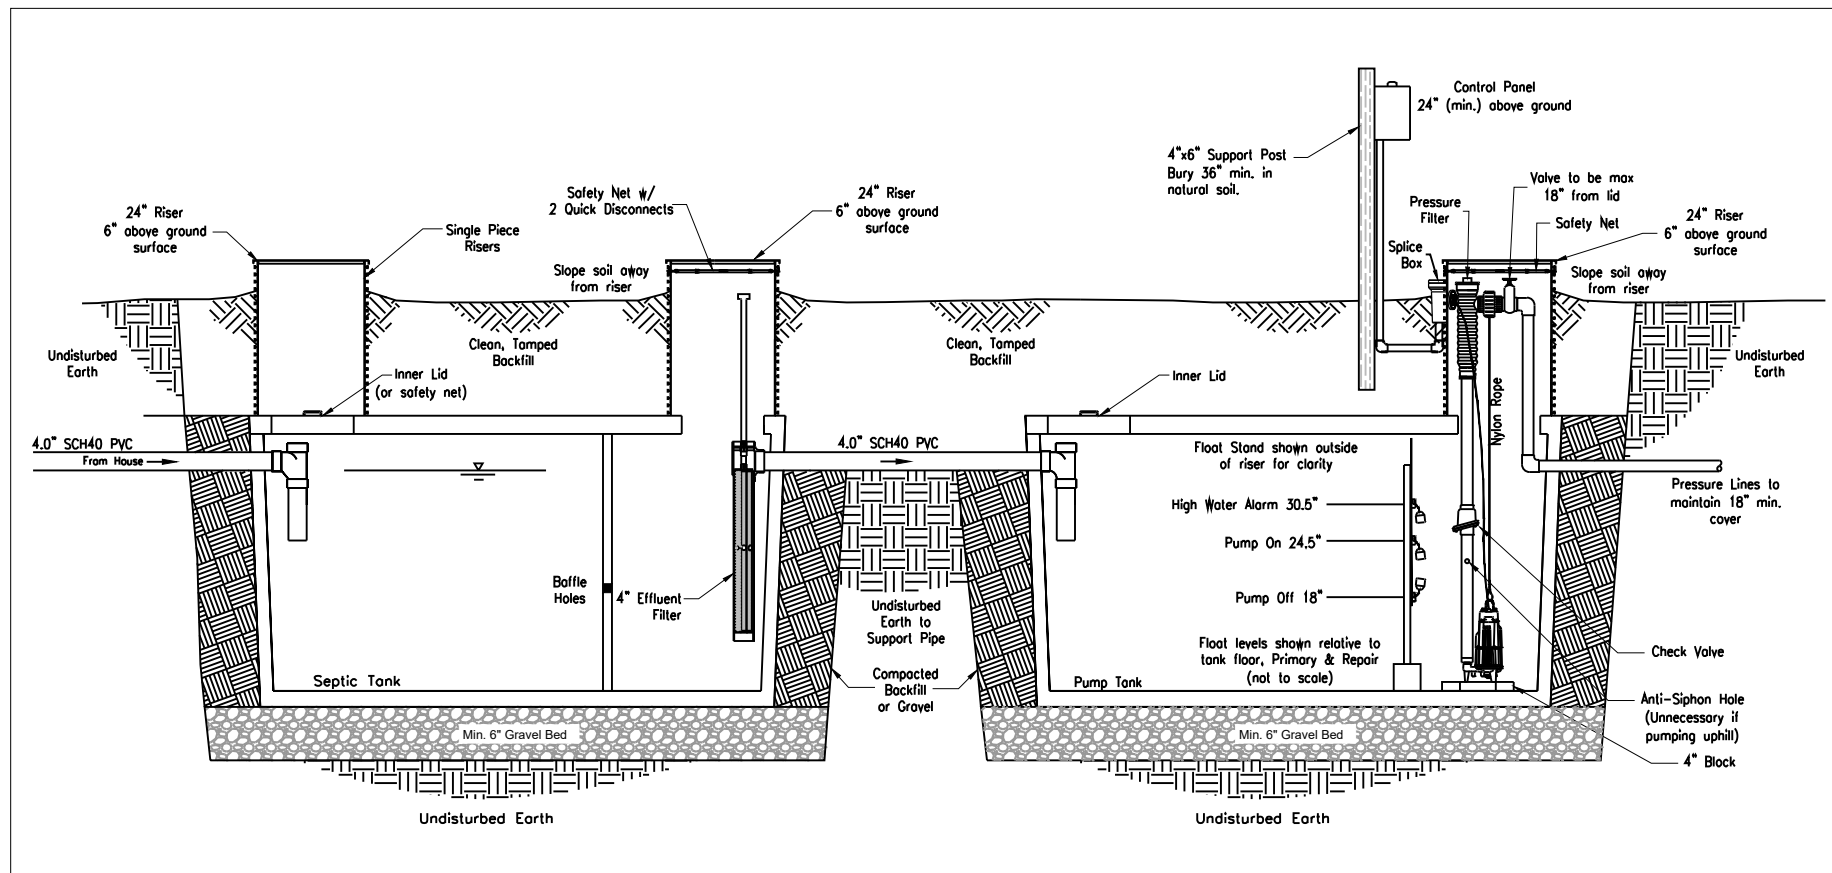 Control Panel
24" (min.) above ground
4"x6" Support Post
Bury 36" min. in
natural soil.
Valve to be max
18" from lid
Pressure
Filter
Safety Net
24" Riser
6" above ground
surface
Splice
Box
Slope soil away
from riser
24" Riser
6" above ground
surface
Single Piece
Risers
Safety Net w/
2 Quick Disconnects
24" Riser
6" above ground
surface
Slope soil away
from riser
Undisturbed
Earth
Clean, Tamped
Backfill
Inner Lid
(or safety net)
Clean, Tamped
Backfill
Inner Lid
Nylon Rope
Undisturbed
Earth
4.0" SCH40 PVC
From House
4.0" SCH40 PVC
Float Stand shown outside
of riser for clarity
High Water Alarm 30.5"
Pump On 24.5"
Pump Off 18"
Float levels shown relative to
tank floor, Primary & Repair
(not to scale)
Pressure Lines to
maintain 18" min.
cover
Baffle
Holes
4" Effluent
Filter
Undisturbed
Earth to
Support Pipe
Compacted
Backfill
or Gravel
Septic Tank
Pump Tank
Check Valve
Anti-Siphon Hole
(Unnecessary if
pumping uphill)
4" Block
Min. 6" Gravel Bed
Min. 6" Gravel Bed
Undisturbed Earth
Undisturbed Earth